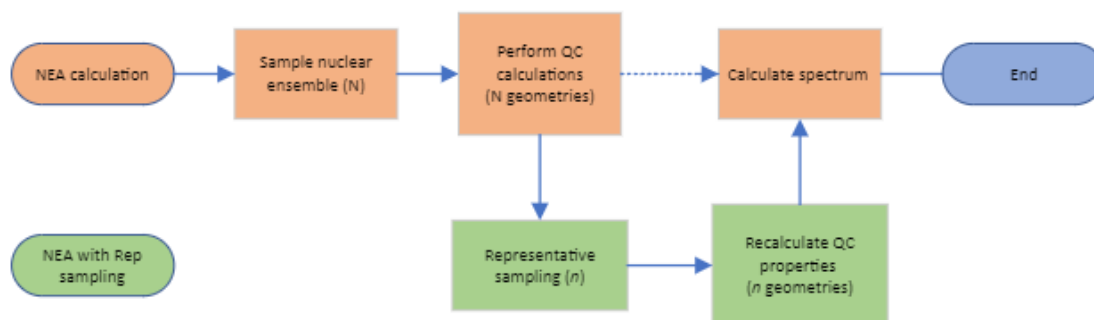 NEA calculation
Sample nuclear
ensemble (N)
Perform QC
calculations
(N geometries)
Calculate spectrum
End
NEA with Rep
sampling
Representative
sampling (n)
Recalculate QC
properties
(n geometries)